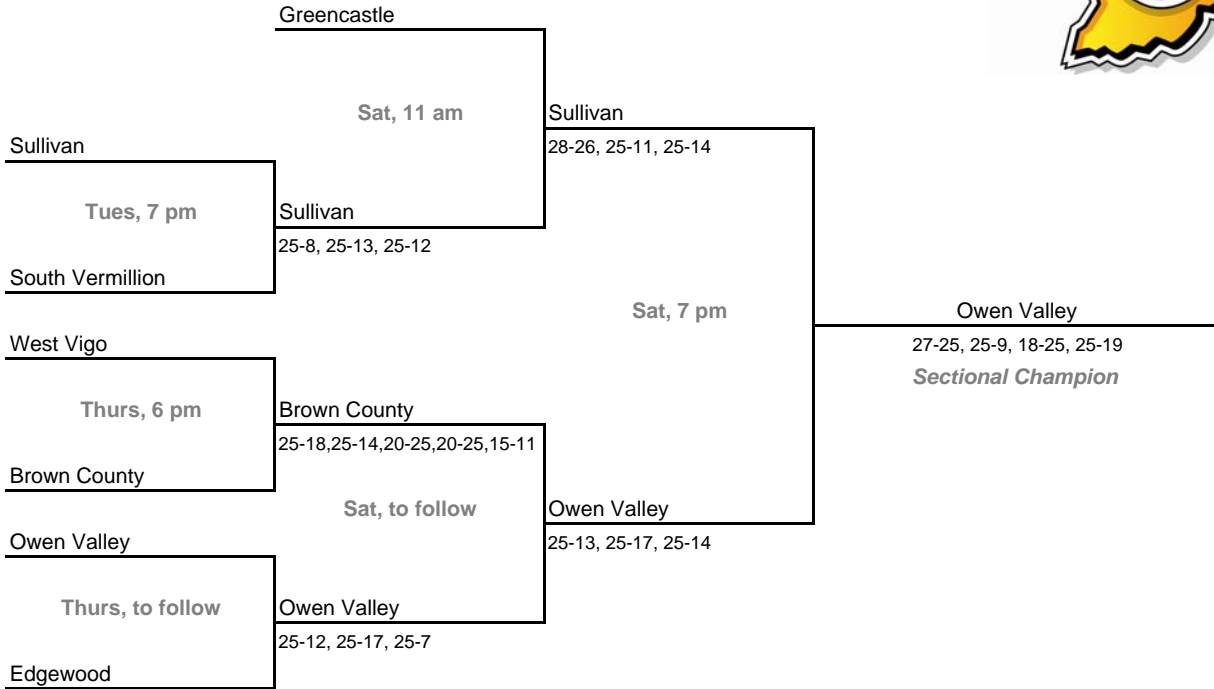 Greencastle
Sat, 11 am
Sullivan
Sullivan
28-26, 25-11, 25-14
Tues, 7 pm
Sullivan
25-8, 25-13, 25-12
South Vermillion
Sat, 7 pm
Owen Valley
West Vigo
27-25, 25-9, 18-25, 25-19
Sectional Champion
Thurs, 6 pm
Brown County
25-18,25-14,20-25,20-25,15-11
Brown County
Sat, to follow
Owen Valley
Owen Valley
25-13, 25-17, 25-14
Thurs, to follow
Owen Valley
25-12, 25-17, 25-7
Edgewood